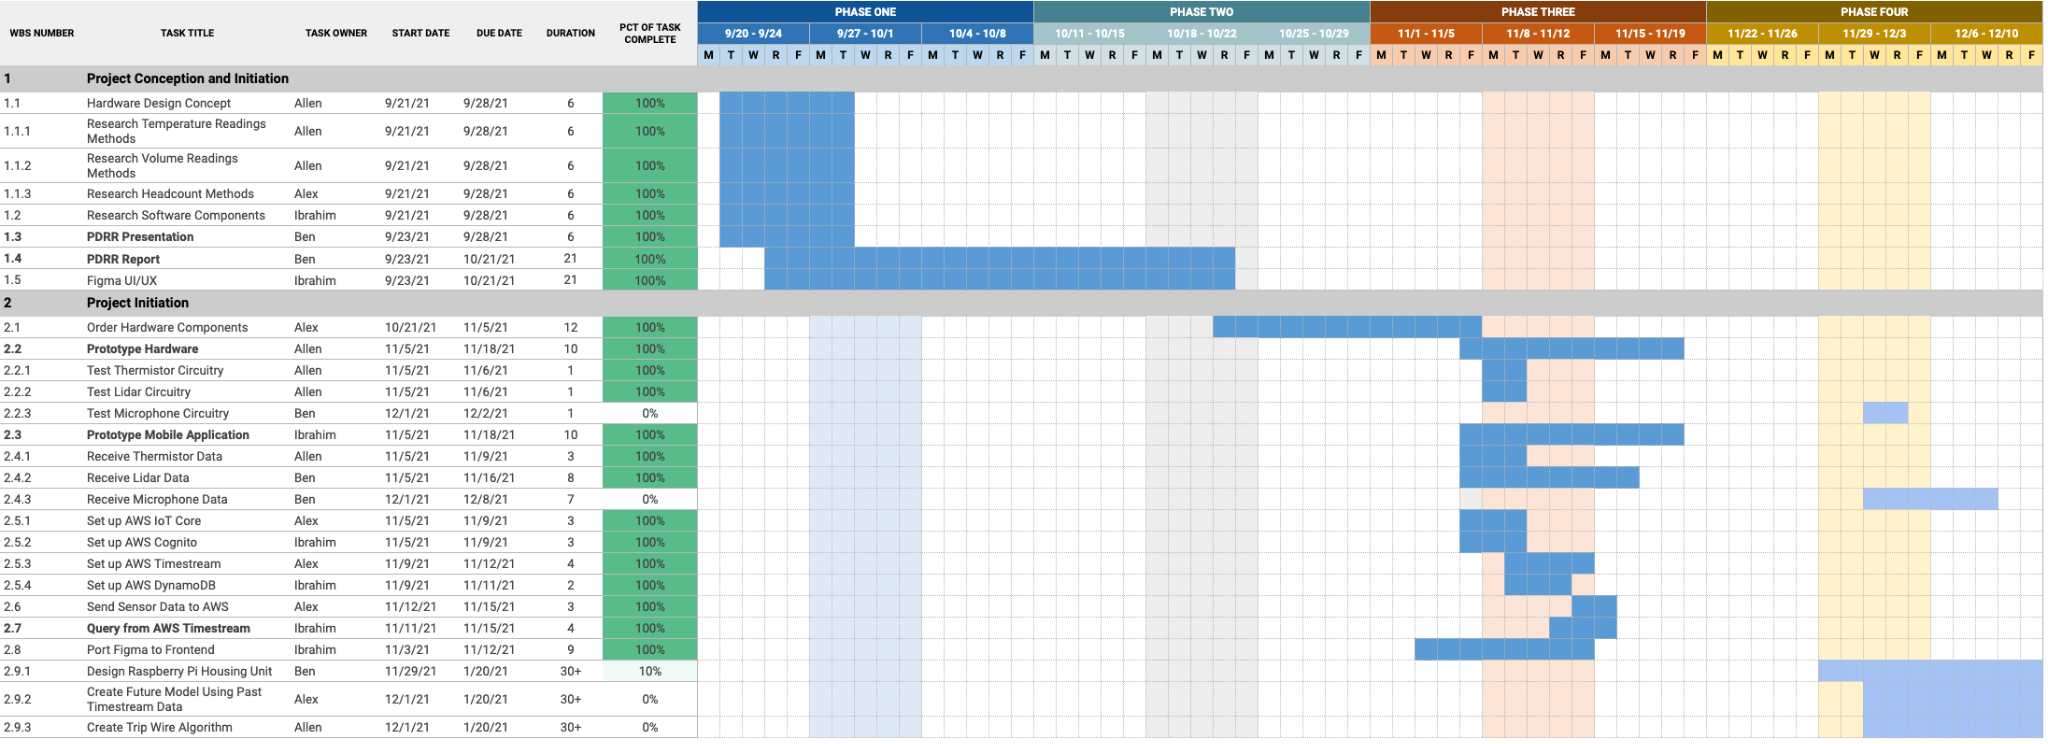 PHASE ONE PHASE TWO PHASE THREE PHASE FOUR
WBS NUMBER TASK TITLE TASK OWNER START DATE DUE DATE DURATION PCT OF TASK COMPLETE
9/20 - 9/24 9/27 - 10/1 10/4 - 10/8 10/11 - 10/15 10/18 - 10/22 10/25 - 10/29 11/1 - 11/5 11/8 - 11/12 11/15 - 11/19 11/22 - 11/26 11/29 - 12/3 12/6 - 12/10
M T W R F M T W R F M T W R F M T W R F M T W R F M T W R F M T W R F M T W R F M T W R F M T W R F M T W R F M T W R F
1 Project Conception and Initiation
1.1 Hardware Design Concept Allen 9/21/21 9/28/21 6 100%
1.1.1 Research Temperature Readings Methods Allen 9/21/21 9/28/21 6 100%
1.1.2 Research Volume Readings Methods Allen 9/21/21 9/28/21 6 100%
1.1.3 Research Headcount Methods Alex 9/21/21 9/28/21 6 100%
1.2 Research Software Components Ibrahim 9/21/21 9/28/21 6 100%
1.3 PDRR Presentation Ben 9/23/21 9/28/21 6 100%
1.4 PDRR Report Ben 9/23/21 10/21/21 21 100%
1.5 Figma UI/UX Ibrahim 9/23/21 10/21/21 21 100%
2 Project Initiation
2.1 Order Hardware Components Alex 10/21/21 11/5/21 12 100%
2.2 Prototype Hardware Allen 11/5/21 11/18/21 10 100%
2.2.1 Test Thermistor Circuitry Allen 11/5/21 11/6/21 1 100%
2.2.2 Test Lidar Circuitry Allen 11/5/21 11/6/21 1 100%
2.2.3 Test Microphone Circuitry Ben 12/1/21 12/2/21 1 0%
2.3 Prototype Mobile Application Ibrahim 11/5/21 11/18/21 10 100%
2.4.1 Receive Thermistor Data Allen 11/5/21 11/9/21 3 100%
2.4.2 Receive Lidar Data Ben 11/5/21 11/16/21 8 100%
2.4.3 Receive Microphone Data Ben 12/1/21 12/8/21 7 0%
2.5.1 Set up AWS IoT Core Alex 11/5/21 11/9/21 3 100%
2.5.2 Set up AWS Cognito Ibrahim 11/5/21 11/9/21 3 100%
2.5.3 Set up AWS Timestream Alex 11/9/21 11/12/21 4 100%
2.5.4 Set up AWS DynamoDB Ibrahim 11/9/21 11/11/21 2 100%
2.6 Send Sensor Data to AWS Alex 11/12/21 11/15/21 3 100%
2.7 Query from AWS Timestream Ibrahim 11/11/21 11/15/21 4 100%
2.8 Port Figma to Frontend Ibrahim 11/3/21 11/12/21 9 100%
2.9.1 Design Raspberry Pi Housing Unit Ben 11/29/21 1/20/21 30+ 10%
2.9.2 Create Future Model Using Past Timestream Data Alex 12/1/21 1/20/21 30+ 0%
2.9.3 Create Trip Wire Algorithm Allen 12/1/21 1/20/21 30+ 0%